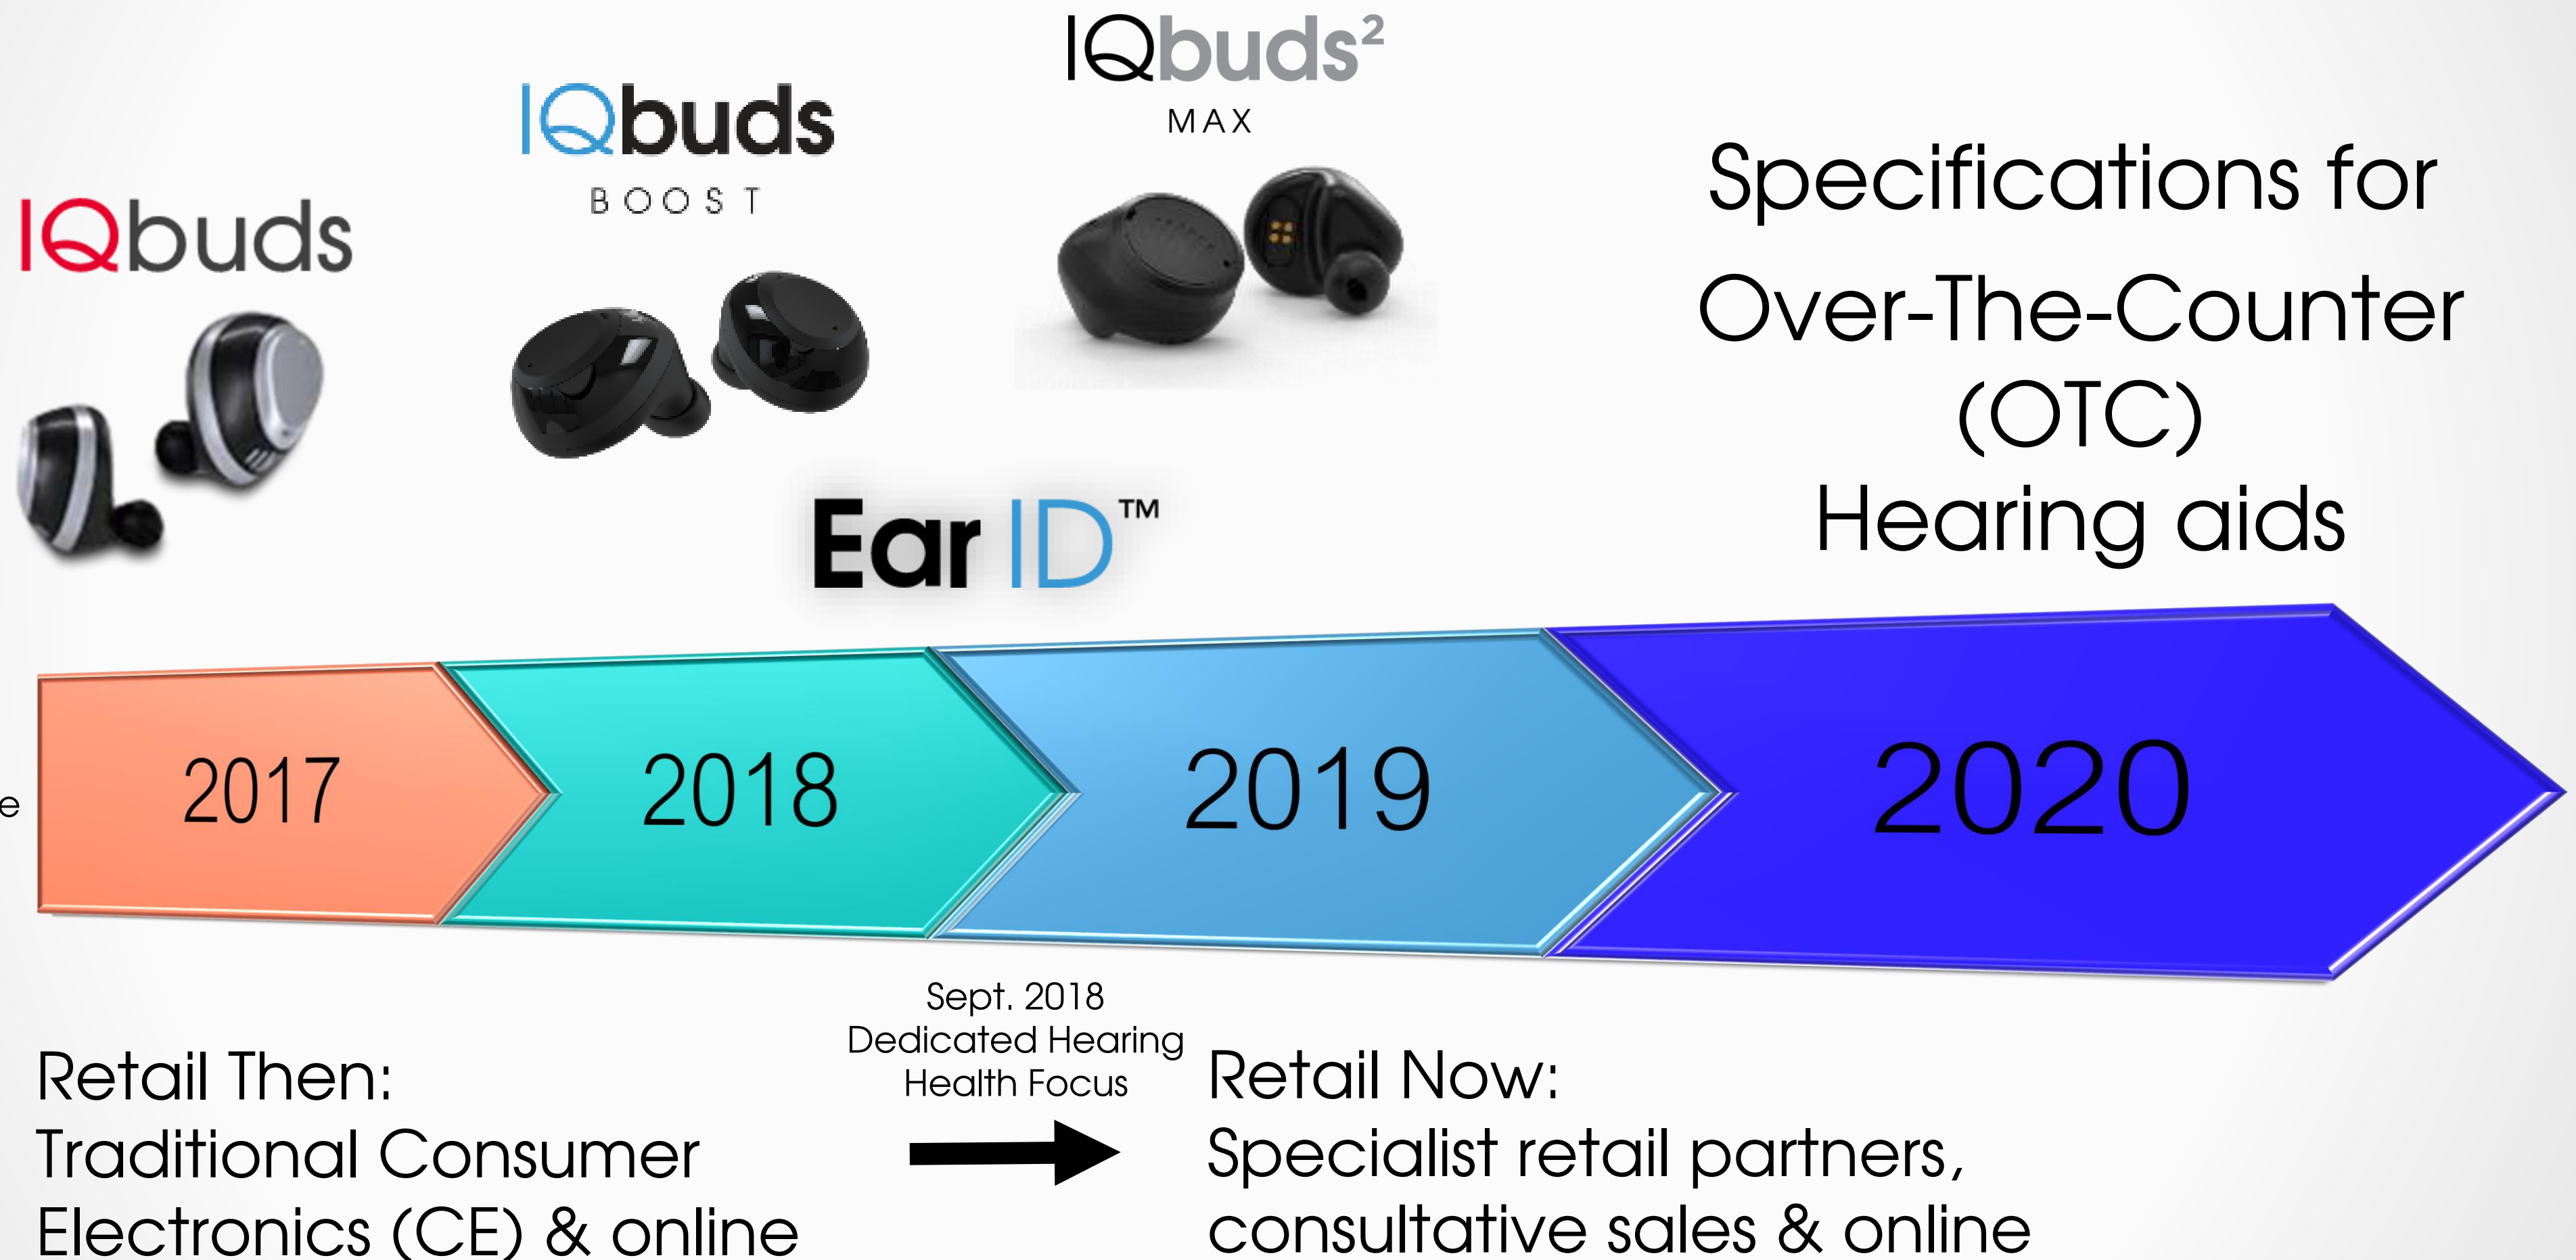 IQbuds²
MAX
IQbuds
BOOST
IQbuds
Specifications for
Over-The-Counter
(OTC)
Hearing aids
Ear ID™
2017
2018
2019
2020
e
Sept. 2018
Dedicated Hearing
Health Focus
Retail Then:
Traditional Consumer
Electronics (CE) & online
Retail Now:
Specialist retail partners,
consultative sales & online